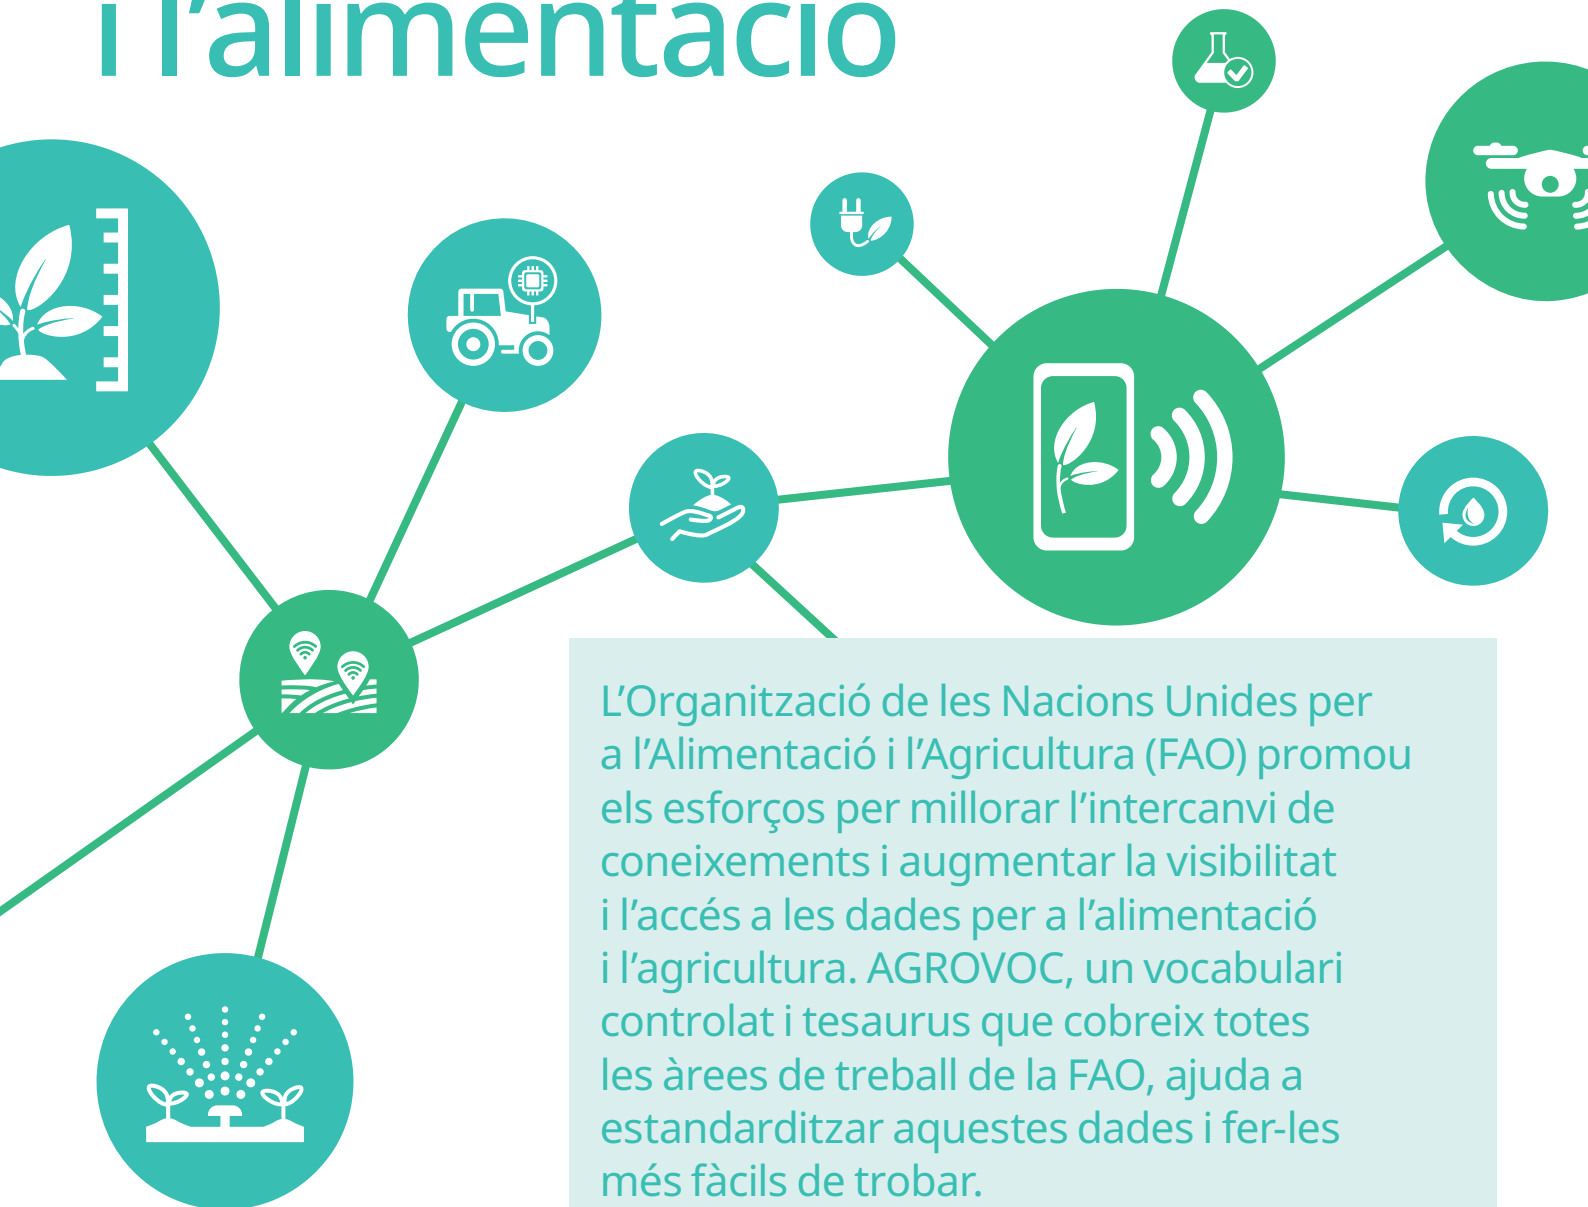 i l’alimentació
L’Organització de les Nacions Unides per
a l’Alimentació i l’Agricultura (FAO) promou
els esforços per millorar l’intercanvi de
coneixements i augmentar la visibilitat
i l’accés a les dades per a l’alimentació
i l’agricultura. AGROVOC, un vocabulari
controlat i tesaurus que cobreix totes
les àrees de treball de la FAO, ajuda a
estandarditzar aquestes dades i fer-les
més fàcils de trobar.